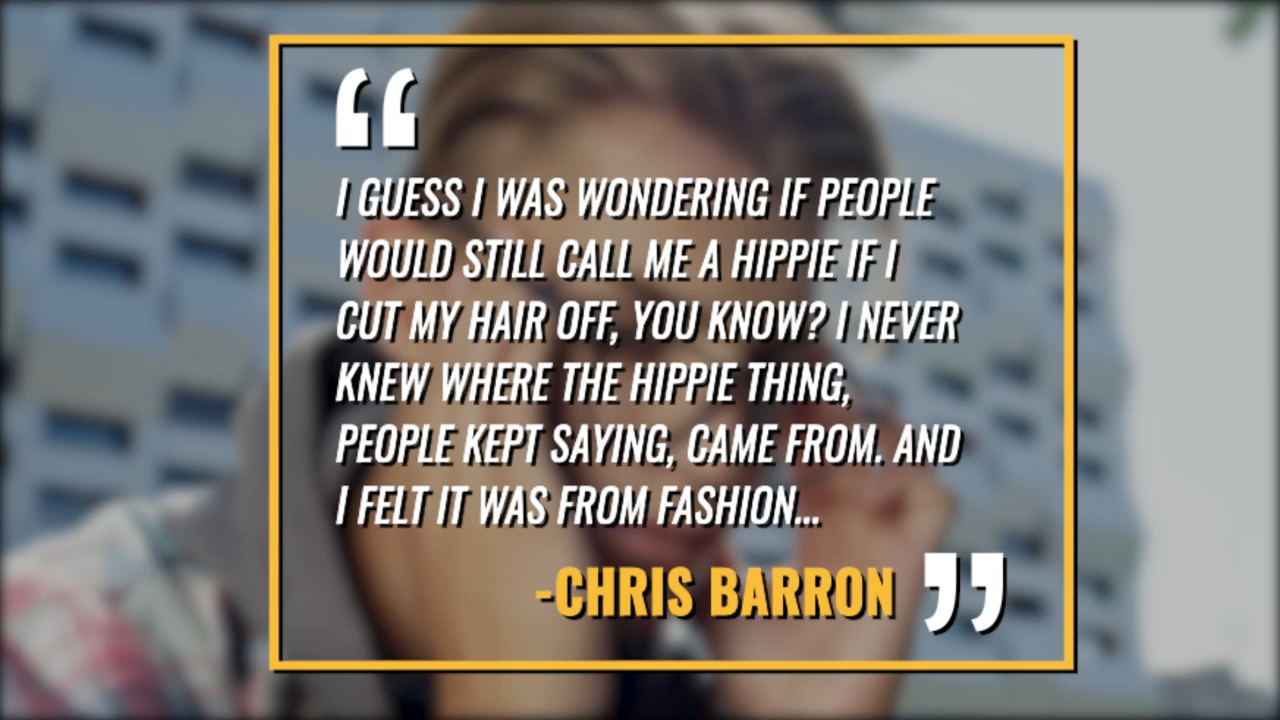 “
I GUESS I WAS WONDERING IF PEOPLE
WOULD STILL CALL ME A HIPPIE IF I
CUT MY HAIR OFF, YOU KNOW? I NEVER
KNEW WHERE THE HIPPIE THING,
PEOPLE KEPT SAYING, CAME FROM. AND
I FELT IT WAS FROM FASHION...
-CHRIS BARRON ”